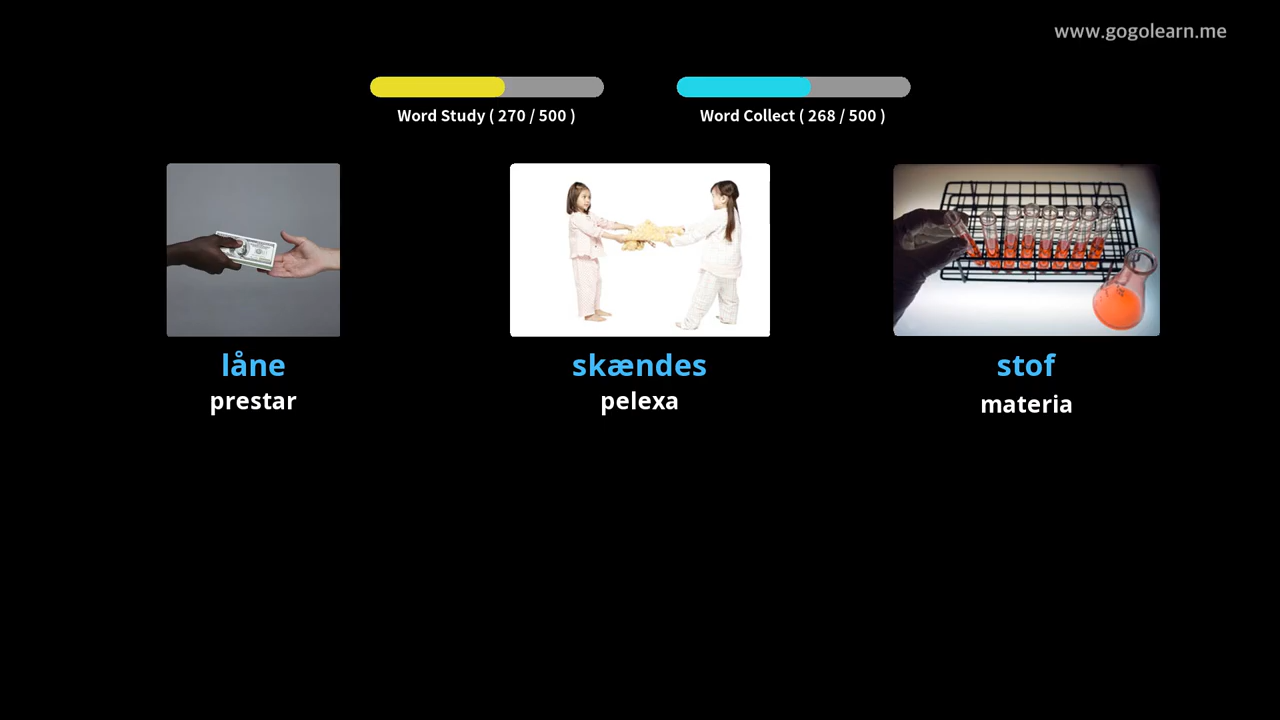 www.gogolearn.me
Word Study ( 270 / 500 )
Word Collect ( 268 / 500 )
låne
prestar
skændes
pelexa
stof
materia